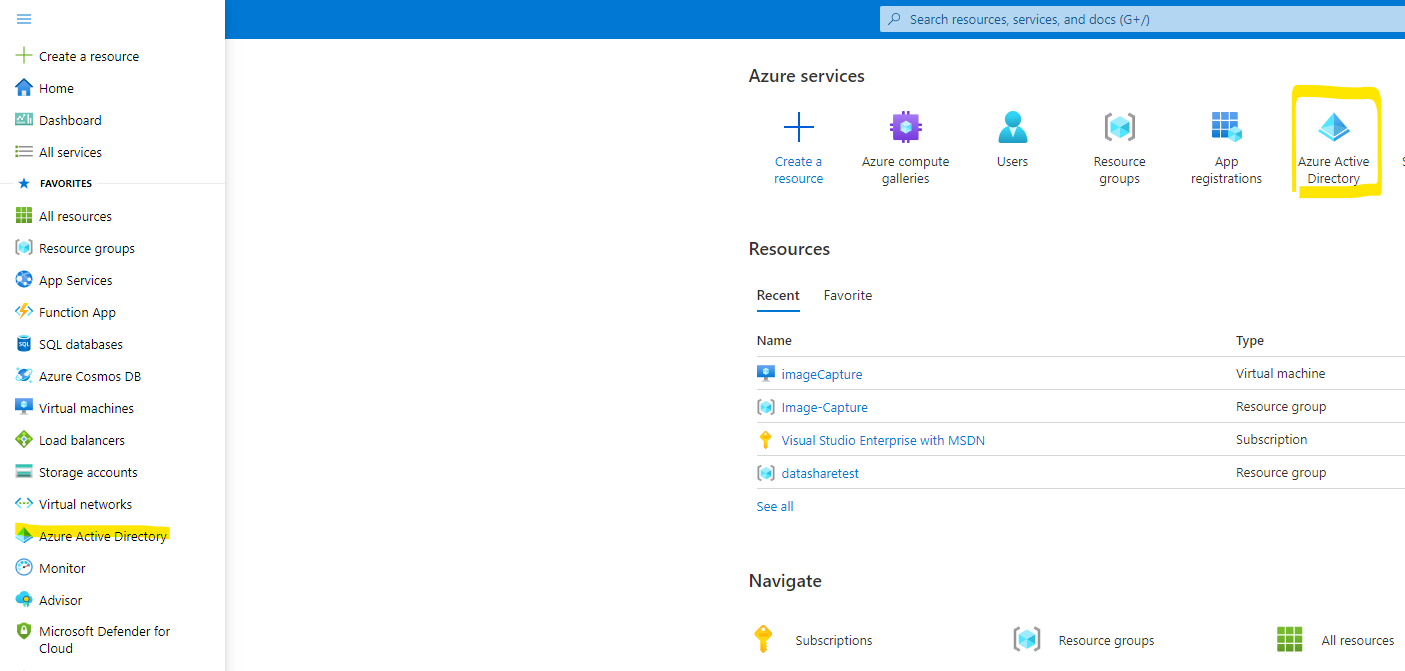 Search resources, services, and docs (G+/)
Create a resource
Home
Dashboard
All services
FAVORITES
All resources
Resource groups
App Services
Function App
SQL databases
Azure Cosmos DB
Virtual machines
Load balancers
Storage accounts
Virtual networks
Azure Active Directory
Monitor
Advisor
Microsoft Defender for
Cloud
Azure services
Create a
resource
Azure compute
galleries
Users
Resource
groups
App
registrations
Azure Active
Directory
Resources
Recent
Favorite
Name
Type
imageCapture
Virtual machine
Image-Capture
Resource group
Visual Studio Enterprise with MSDN
Subscription
datasharetest
Resource group
See all
Navigate
Subscriptions
Resource groups
All resources